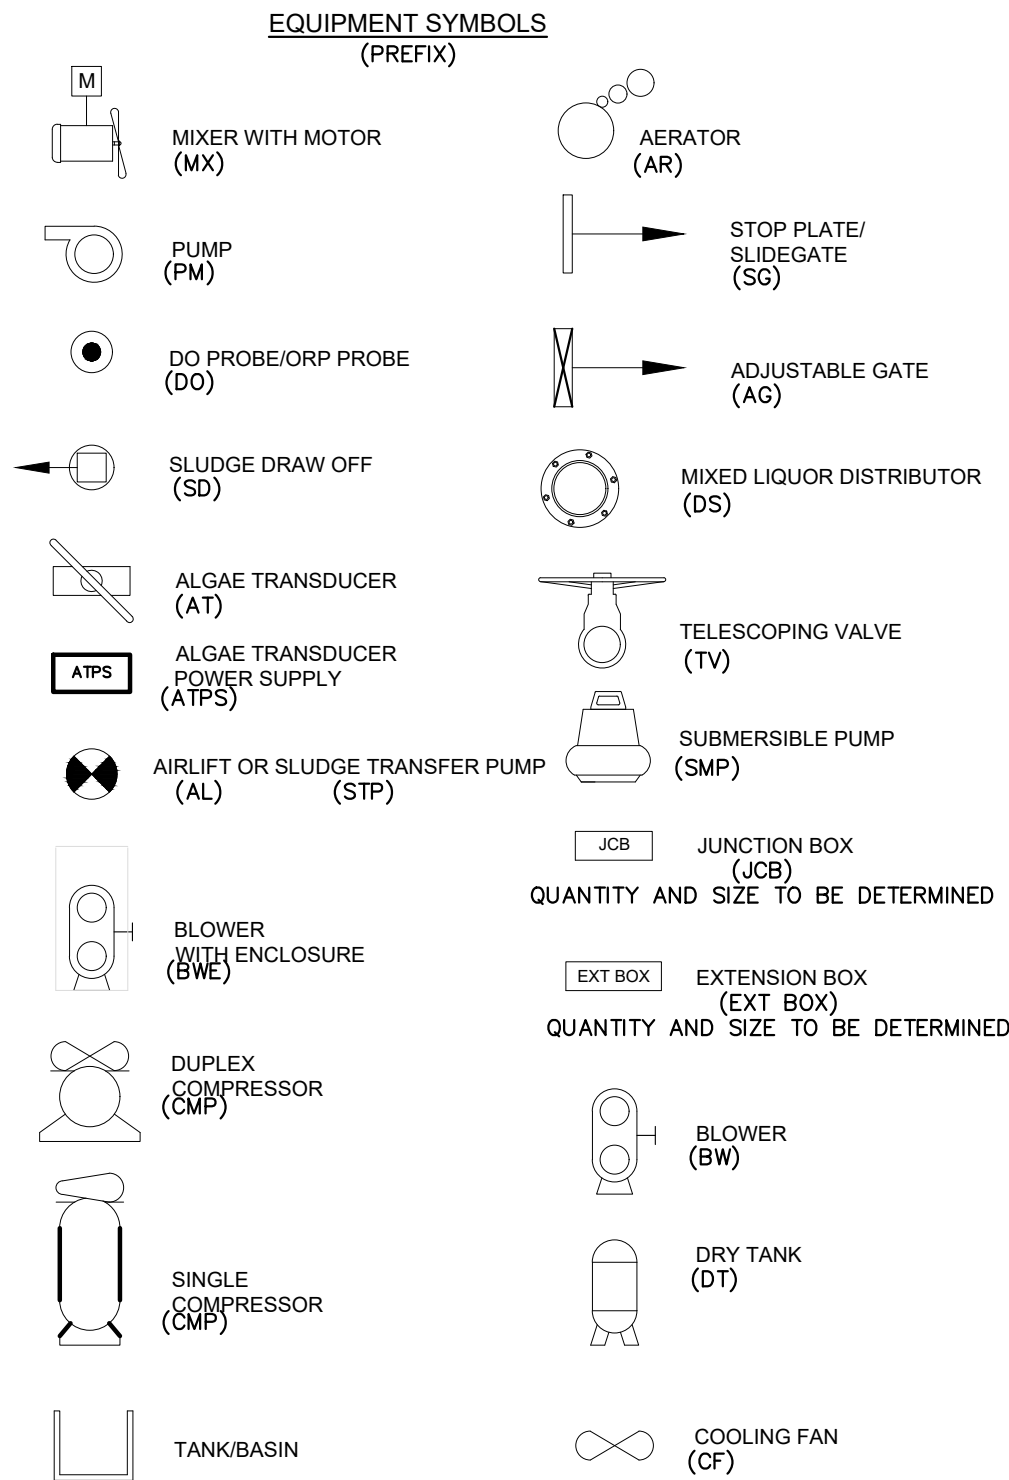 EQUIPMENT SYMBOLS
(PREFIX)
M
MIXER WITH MOTOR
(MX)
PUMP
(PM)
DO PROBE/ORP PROBE
(DO)
SLUDGE DRAW OFF
(SD)
ALGAE TRANSDUCER
(AT)
ATPS
ALGAE TRANSDUCER
POWER SUPPLY
(ATPS)
AIRLIFT OR SLUDGE TRANSFER PUMP
(AL) (STP)
BLOWER
WITH ENCLOSURE
(BWE)
DUPLEX
COMPRESSOR
(CMP)
SINGLE
COMPRESSOR
(CMP)
TANK/BASIN
AERATOR
(AR)
STOP PLATE/
SLIDEGATE
(SG)
ADJUSTABLE GATE
(AG)
MIXED LIQUOR DISTRIBUTOR
(DS)
TELESCOPING VALVE
(TV)
SUBMERSIBLE PUMP
(SMP)
JCB
JUNCTION BOX
(JCB)
QUANTITY AND SIZE TO BE DETERMINED
EXT BOX
EXTENSION BOX
(EXT BOX)
QUANTITY AND SIZE TO BE DETERMINED
BLOWER
(BW)
DRY TANK
(DT)
COOLING FAN
(CF)